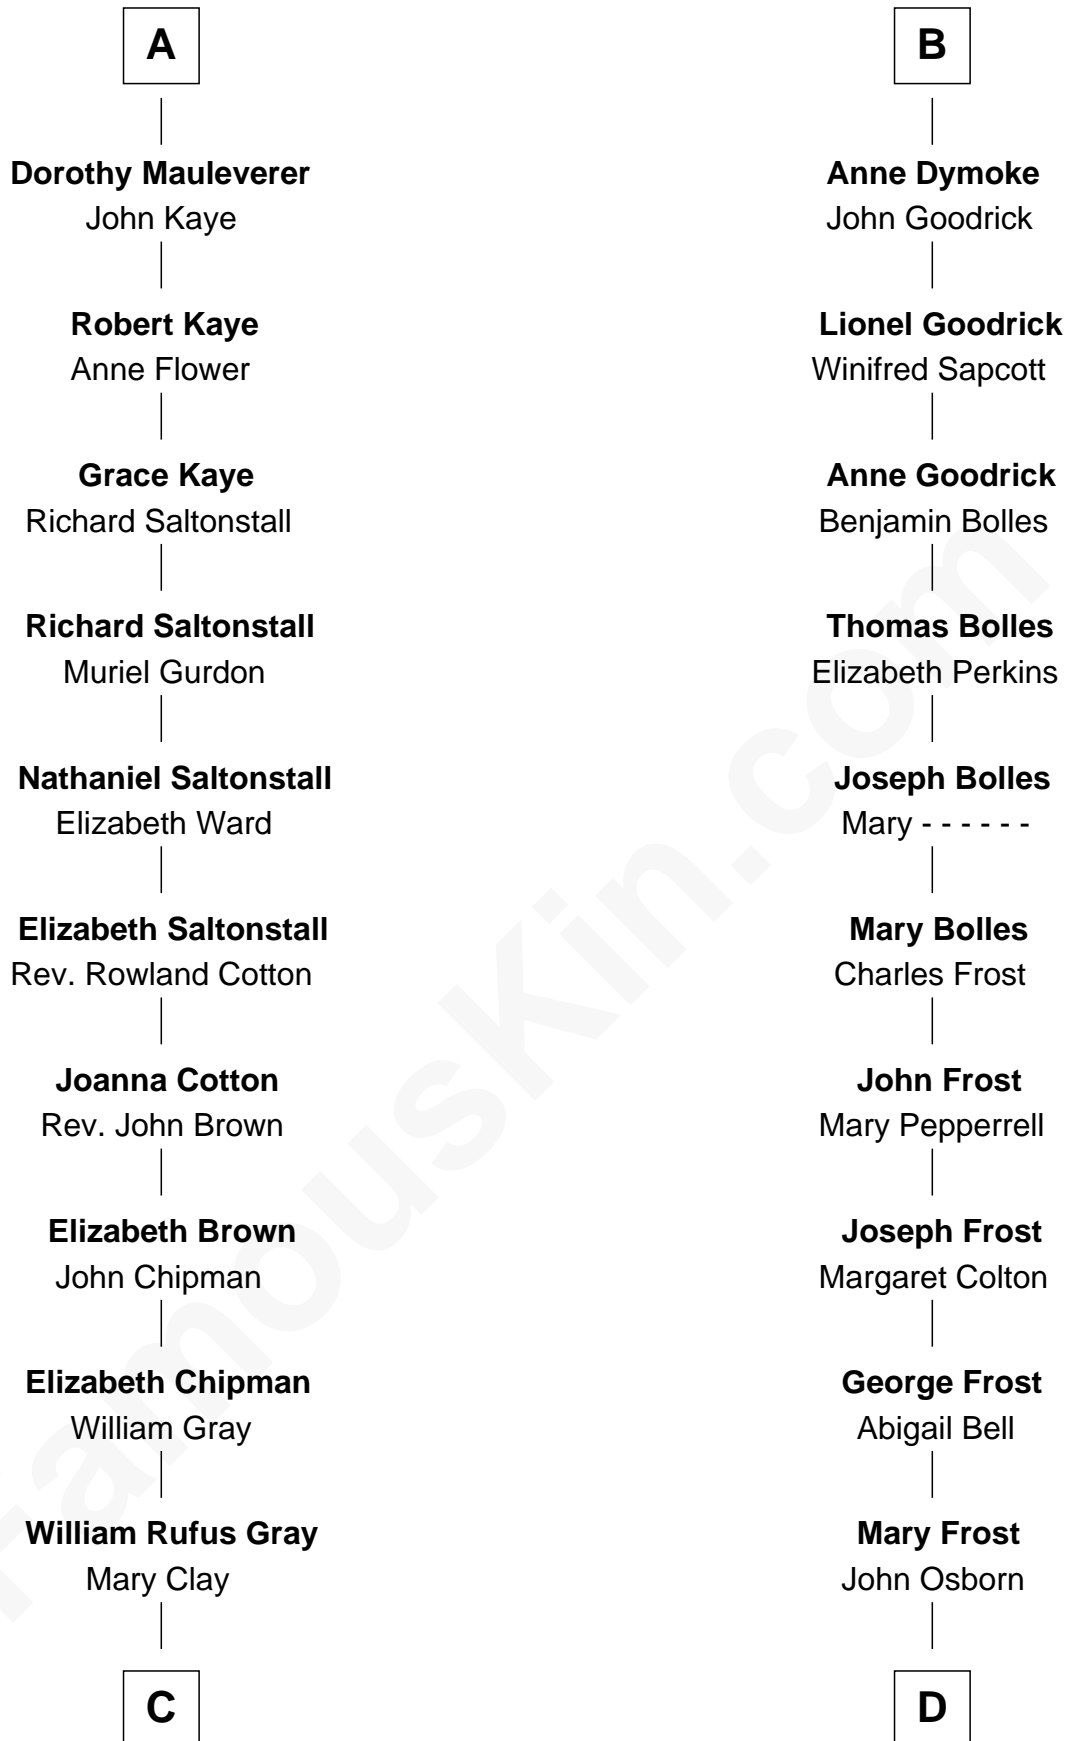 A
Dorothy Mauleverer
John Kaye
Robert Kaye
Anne Flower
Grace Kaye
Richard Saltonstall
Richard Saltonstall
Muriel Gurdon
Nathaniel Saltonstall
Elizabeth Ward
Elizabeth Saltonstall
Rev. Rowland Cotton
Joanna Cotton
Rev. John Brown
Elizabeth Brown
John Chipman
Elizabeth Chipman
William Gray
William Rufus Gray
Mary Clay
C
B
Anne Dymoke
John Goodrick
Lionel Goodrick
Winifred Sapcott
Anne Goodrick
Benjamin Bolles
Thomas Bolles
Elizabeth Perkins
Joseph Bolles
Mary - - - - - -
Mary Bolles
Charles Frost
John Frost
Mary Pepperrell
Joseph Frost
Margaret Colton
George Frost
Abigail Bell
Mary Frost
John Osborn
D
FamousKin.com